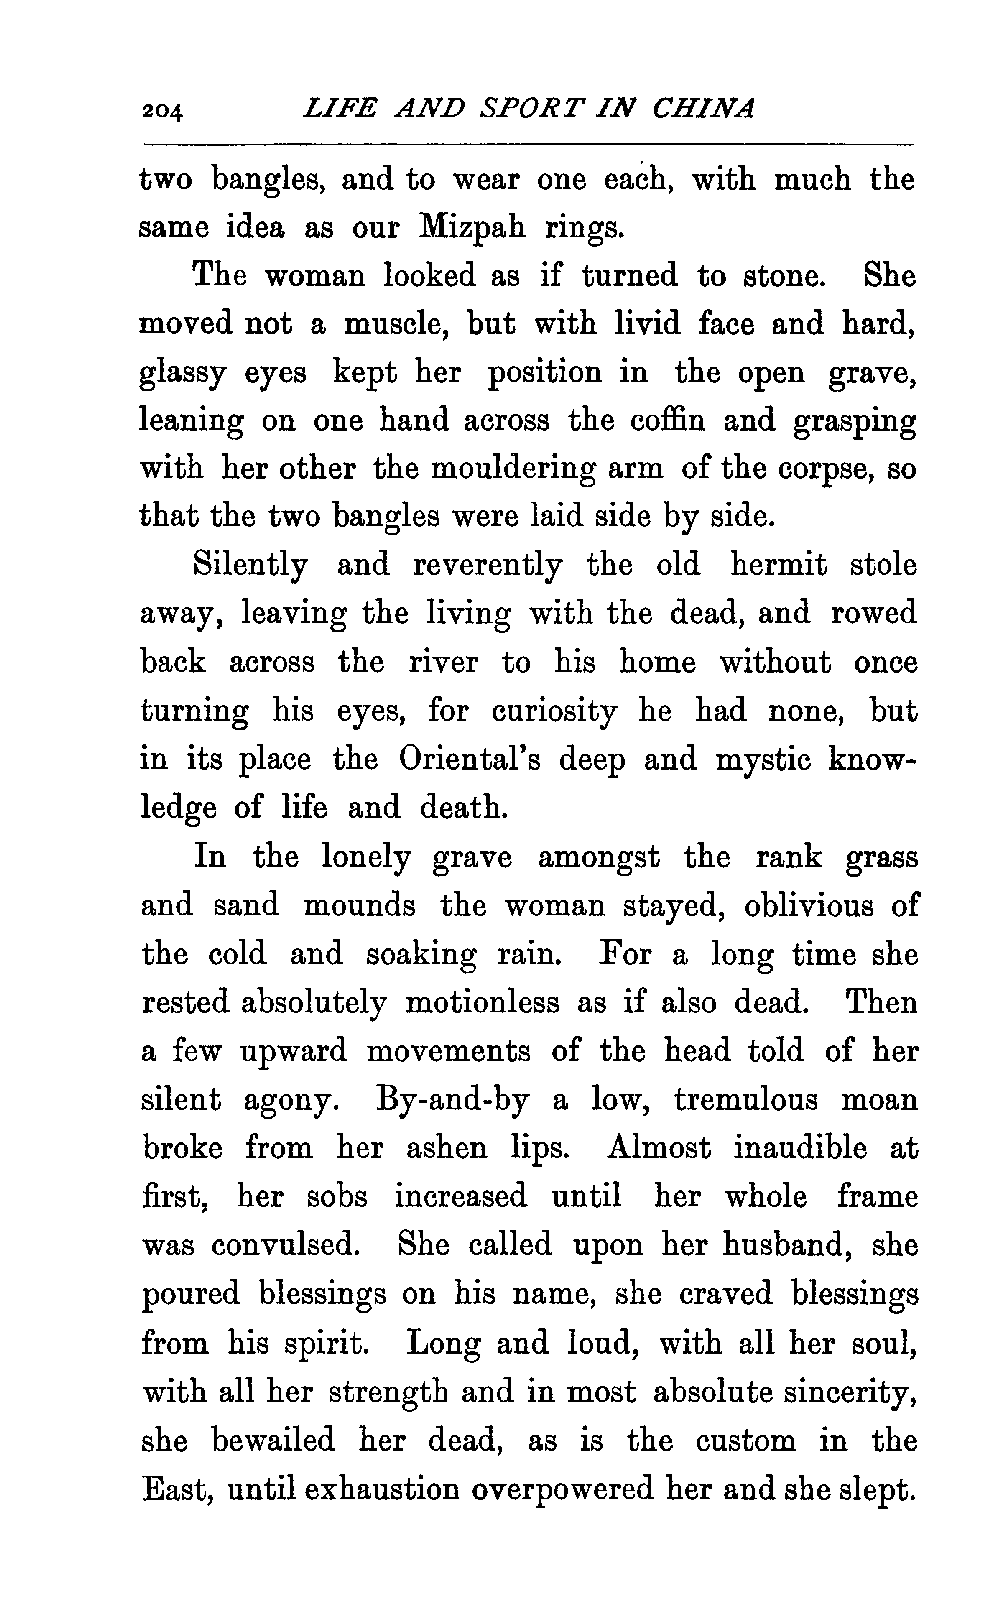 204 LIFE AND SPORT IN CHINA
two bangles, and to wear one each, with much the
same idea as our Mizpah rings.
The woman looked as if turned to stone. She
moved not a muscle, but with livid face and hard,
glassy eyes kept her position in the open grave,
leaning on one hand across the coffin and grasping
with her other the mouldering arm of the corpse, so
that the two bangles were laid side by side.
Silently and reverently the old hermit stole
away, leaving the living with the dead, and rowed
back across the river to his home without once
turning his eyes, for curiosity he had none, but
in its place the Oriental's deep and mystic know-
ledge of life and death.
In the lonely grave amongst the rank grass
and sand mounds the woman stayed, oblivious of
the cold and soaking rain. For a long time she
rested absolutely motionless as if also dead. Then
a few upward movements of the head told of her
silent agony. By-and-by a low, tremulous moan
broke from her ashen lips. Almost inaudible at
first, her sobs increased until her whole frame
was convulsed. She called upon her husband, she
poured blessings on his name, she craved blessings
from his spirit. Long and loud, with all her soul,
with all her strength and in most absolute sincerity,
she bewailed her dead, as is the custom in the
East, until exhaustion overpowered her and she slept.